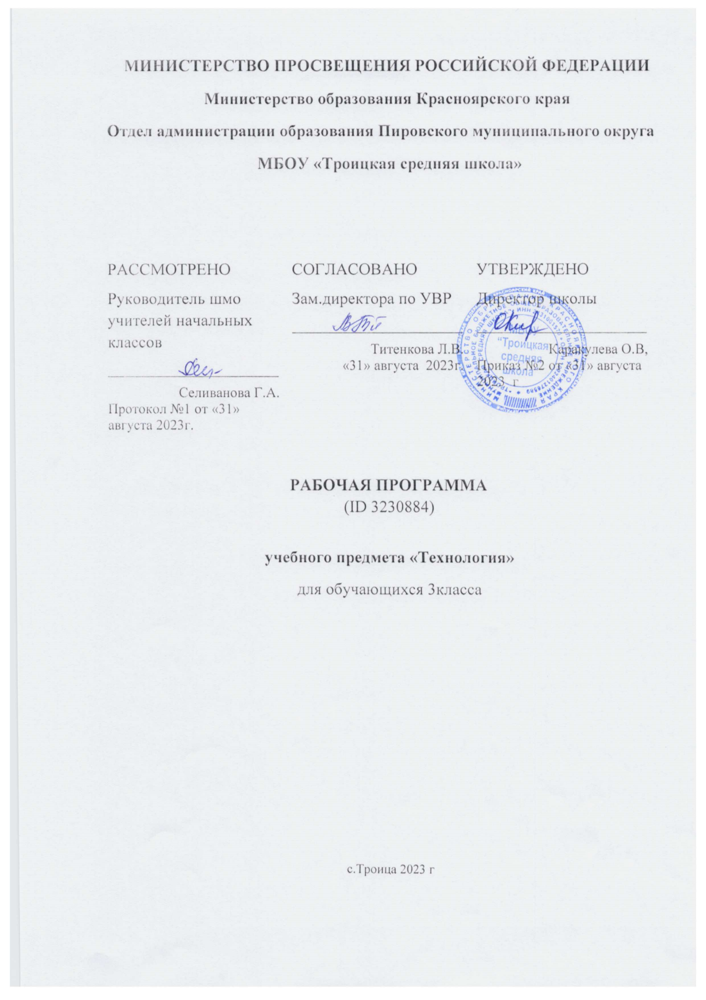 МИНИСТЕРСТВО ПРОСВЕЩЕНИЯ РОССИЙСКОЙ ФЕДЕРАЦИИ
Министерство образования Красноярского края
Отдел администрации образования Пировского муниципального округа
МБОУ «Троицкая средняя школа»
РАССМОТРЕНО
Руководитель шмо
учителей начальных
классов
Селиванова Г.А.
Протокол №1 от «31»
августа 2023г.
СОГЛАСОВАНО
Зам.директора по УВР
Титенкова Л.В.
«31» августа 2023г.
УТВЕРЖДЕНО
Директор школы
Каракулева О.В,
Приказ №2 от «31» августа
2023 г
МБОУ
“Троицкая
средняя
школа”
РАБОЧАЯ ПРОГРАММА
(ID 3230884)
учебного предмета «Технология»
для обучающихся 3класса
с.Троица 2023 г